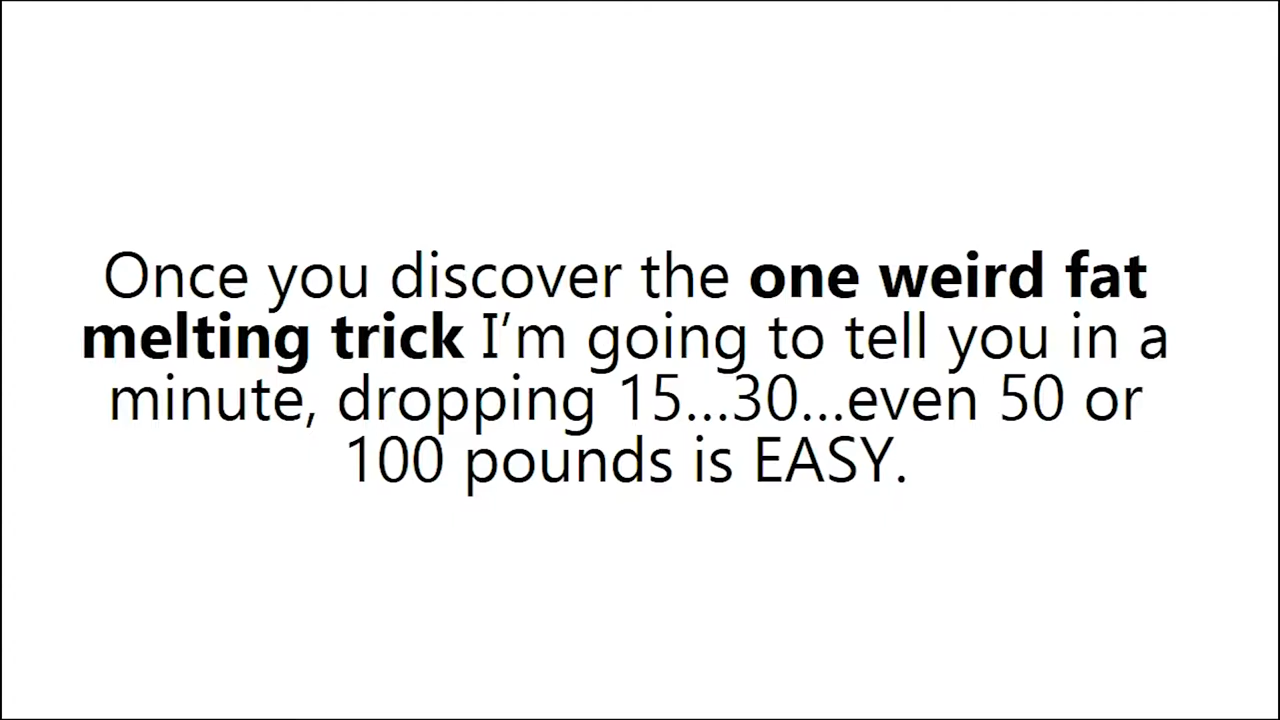 Once you discover the one weird fat
melting trick I’m going to tell you in a
minute, dropping 15...30...even 50 or
100 pounds is EASY.